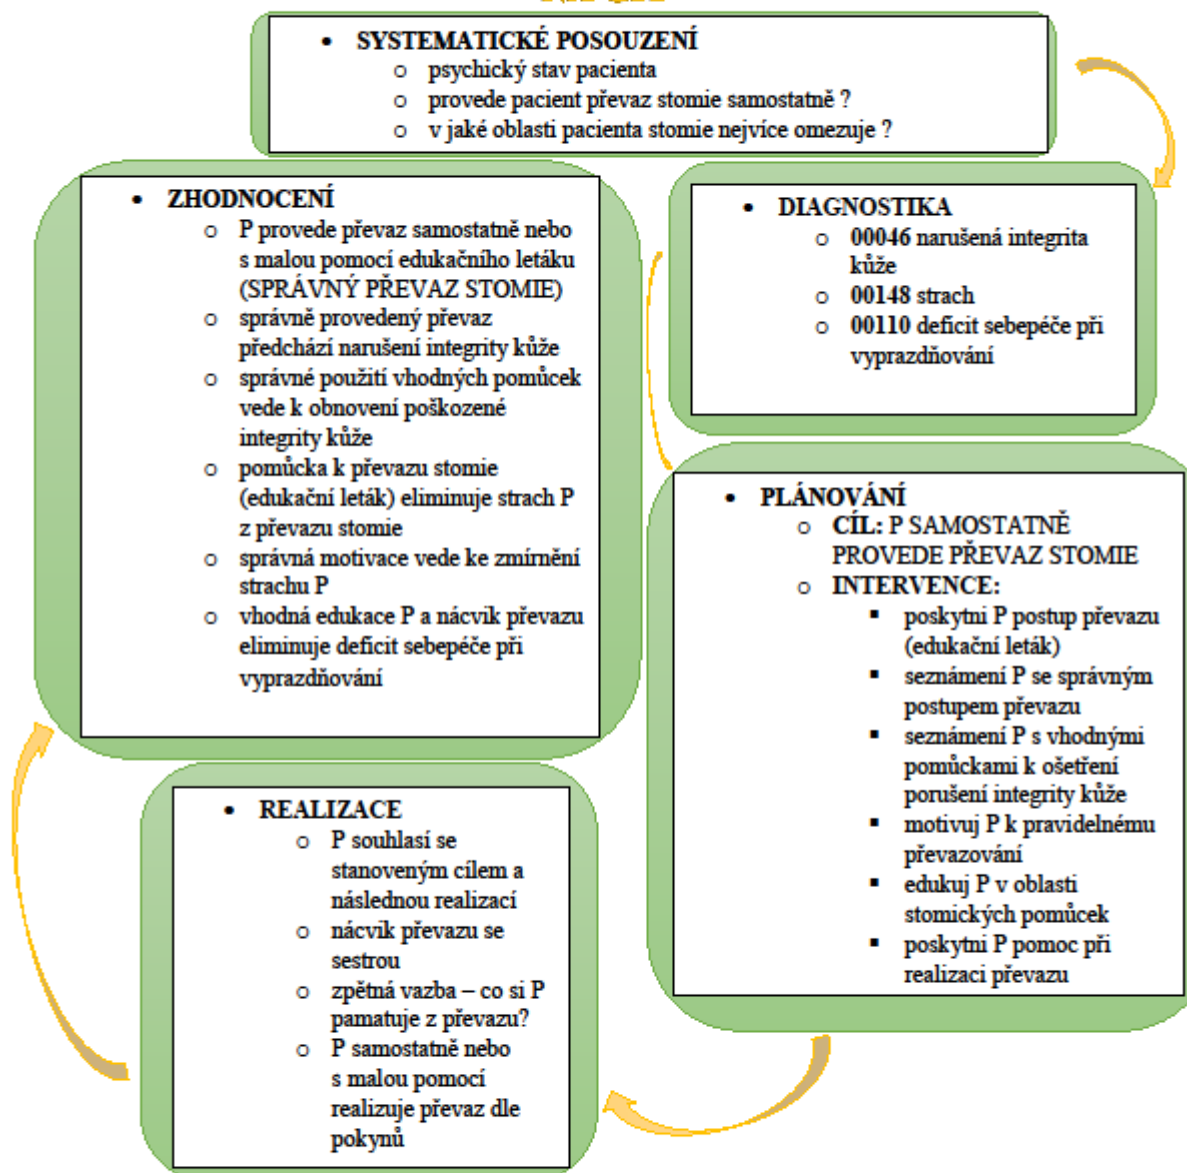 • SYSTEMATICKÉ POSOUZENÍ
o psychický stav pacienta
o provede pacient převaz stomie samostatně ?
o v jaké oblasti pacienta stomie nejvíce omezuje ?
• DIAGNOSTIKA
o 00046 narušená integrita
kůže
o 00148 strach
o 00110 deficit sebepéče při
vyprazdňování
• PLÁNOVÁNÍ
o CÍL: P SAMOSTATNĚ
PROVEDE PŘEVAZ STOMIE
o INTERVENCE:
▪ poskytni P postup převazu
(edukační leták)
▪ seznámení P se správným
postupem převazu
▪ seznámení P s vhodnými
pomůckami k ošetření
porušení integrity kůže
▪ motivuj P k pravidelnému
převazování
▪ edukuj P v oblasti
stomických pomůcek
▪ poskytni P pomoc při
realizaci převazu
• REALIZACE
o P souhlasí se
stanoveným cílem a
následnou realizací
o nácvik převazu se
sestrou
o zpětná vazba – co si P
pamatuje z převazu?
o P samostatně nebo
s malou pomocí
realizuje převaz dle
pokynů
• ZHODNOCENÍ
o P provede převaz samostatně nebo
s malou pomocí edukačního letáku
(SPRÁVNÝ PŘEVAZ STOMIE)
o správně provedený převaz
předchází narušení integrity kůže
o správné použití vhodných pomůcek
vede k obnovení poškozené
integrity kůže
o pomůcka k převazu stomie
(edukační leták) eliminuje strach P
z převazu stomie
o správná motivace vede ke zmírnění
strachu P
o vhodná edukace P a nácvik převazu
eliminuje deficit sebepéče při
vyprazdňování